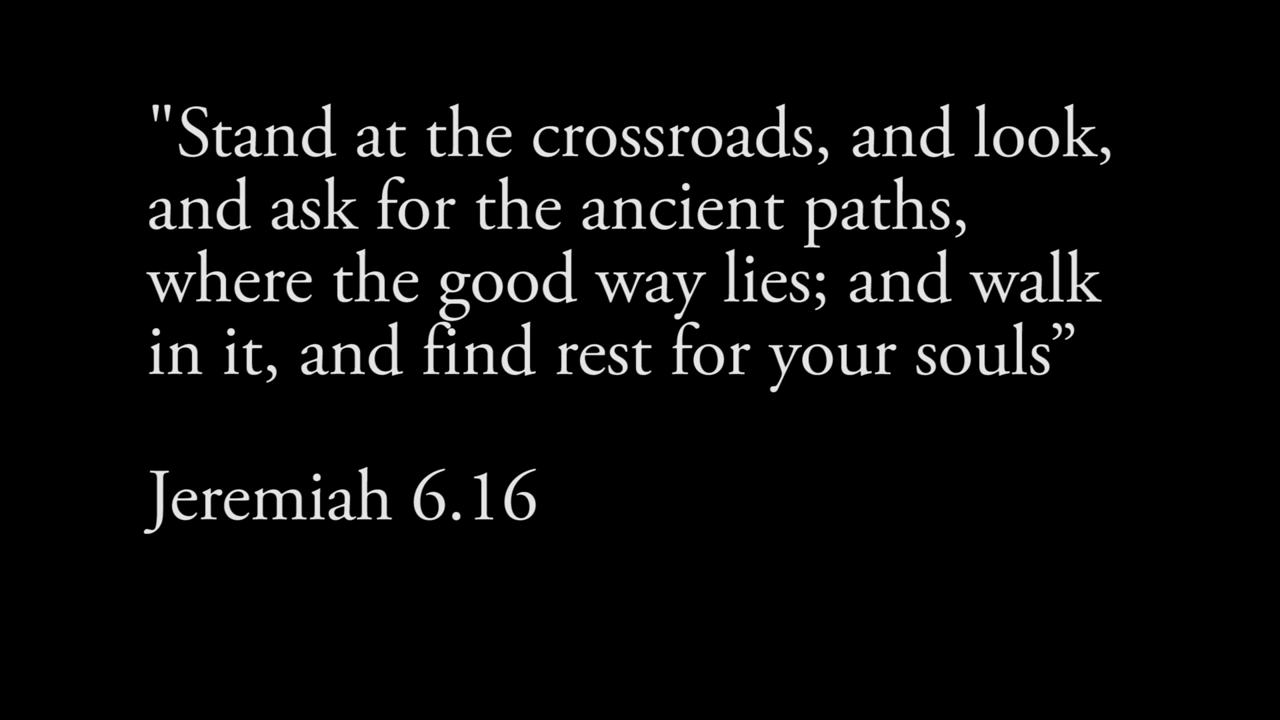 "Stand at the crossroads, and look,
and ask for the ancient paths,
where the good way lies; and walk
in it, and find rest for your souls”
Jeremiah 6.16